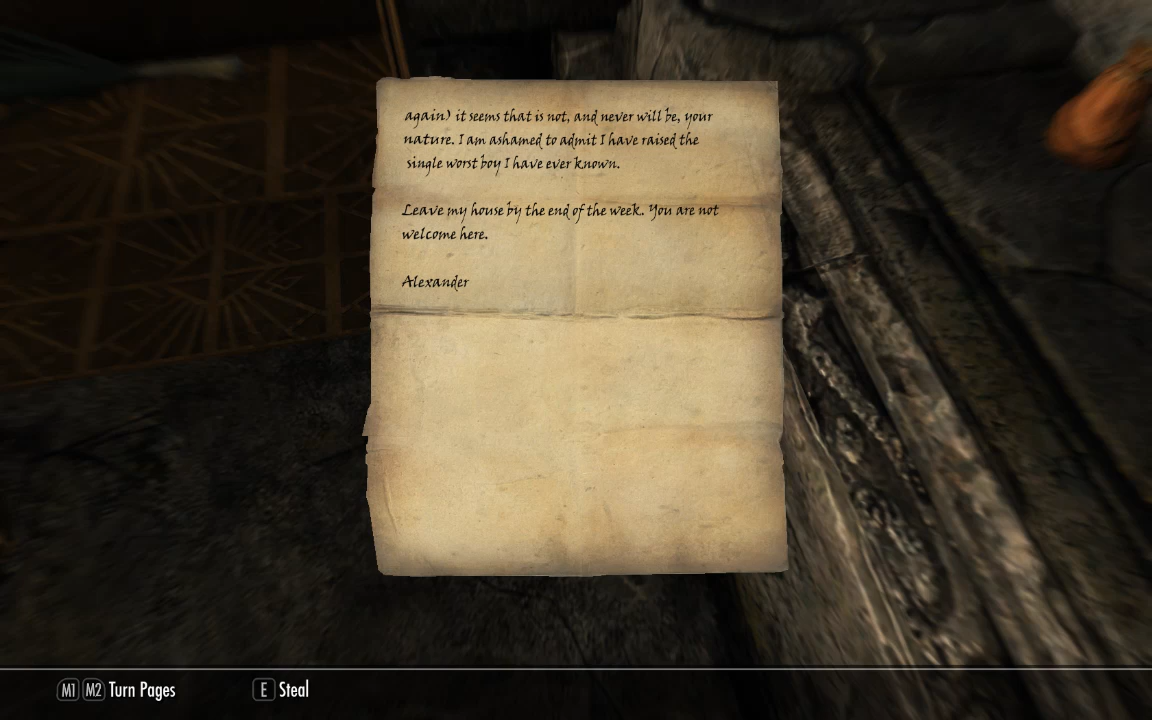 again) it seems that is not, and never will be, your
nature. I am ashamed to admit I have raised the
single worst boy I have ever known.
Leave my house by the end of the week. You are not
welcome here.
Alexander
M1 M2 Turn Pages
E Steal